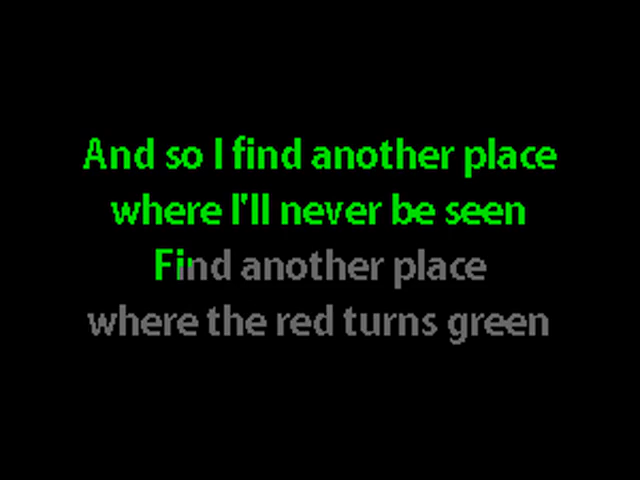 And so I find another place
where I'll never be seen
Find another place
where the red turns green